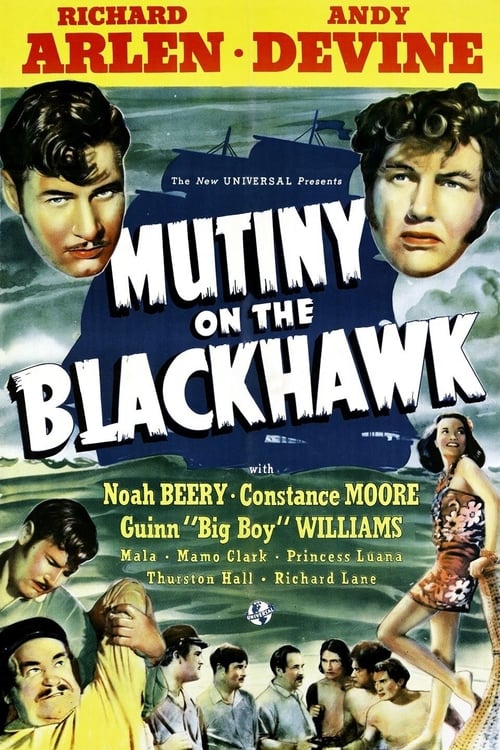 RICHARD ANDY
ARLEN · DEVINE
The New UNIVERSAL Presents
MUTINY
ON THE
BLACKHAWK
with
Noah BEERY · Constance MOORE
Guinn "Big Boy" WILLIAMS
Mala · Mamo Clark · Princess Luana
Thurston Hall · Richard Lane
UNIVERSAL